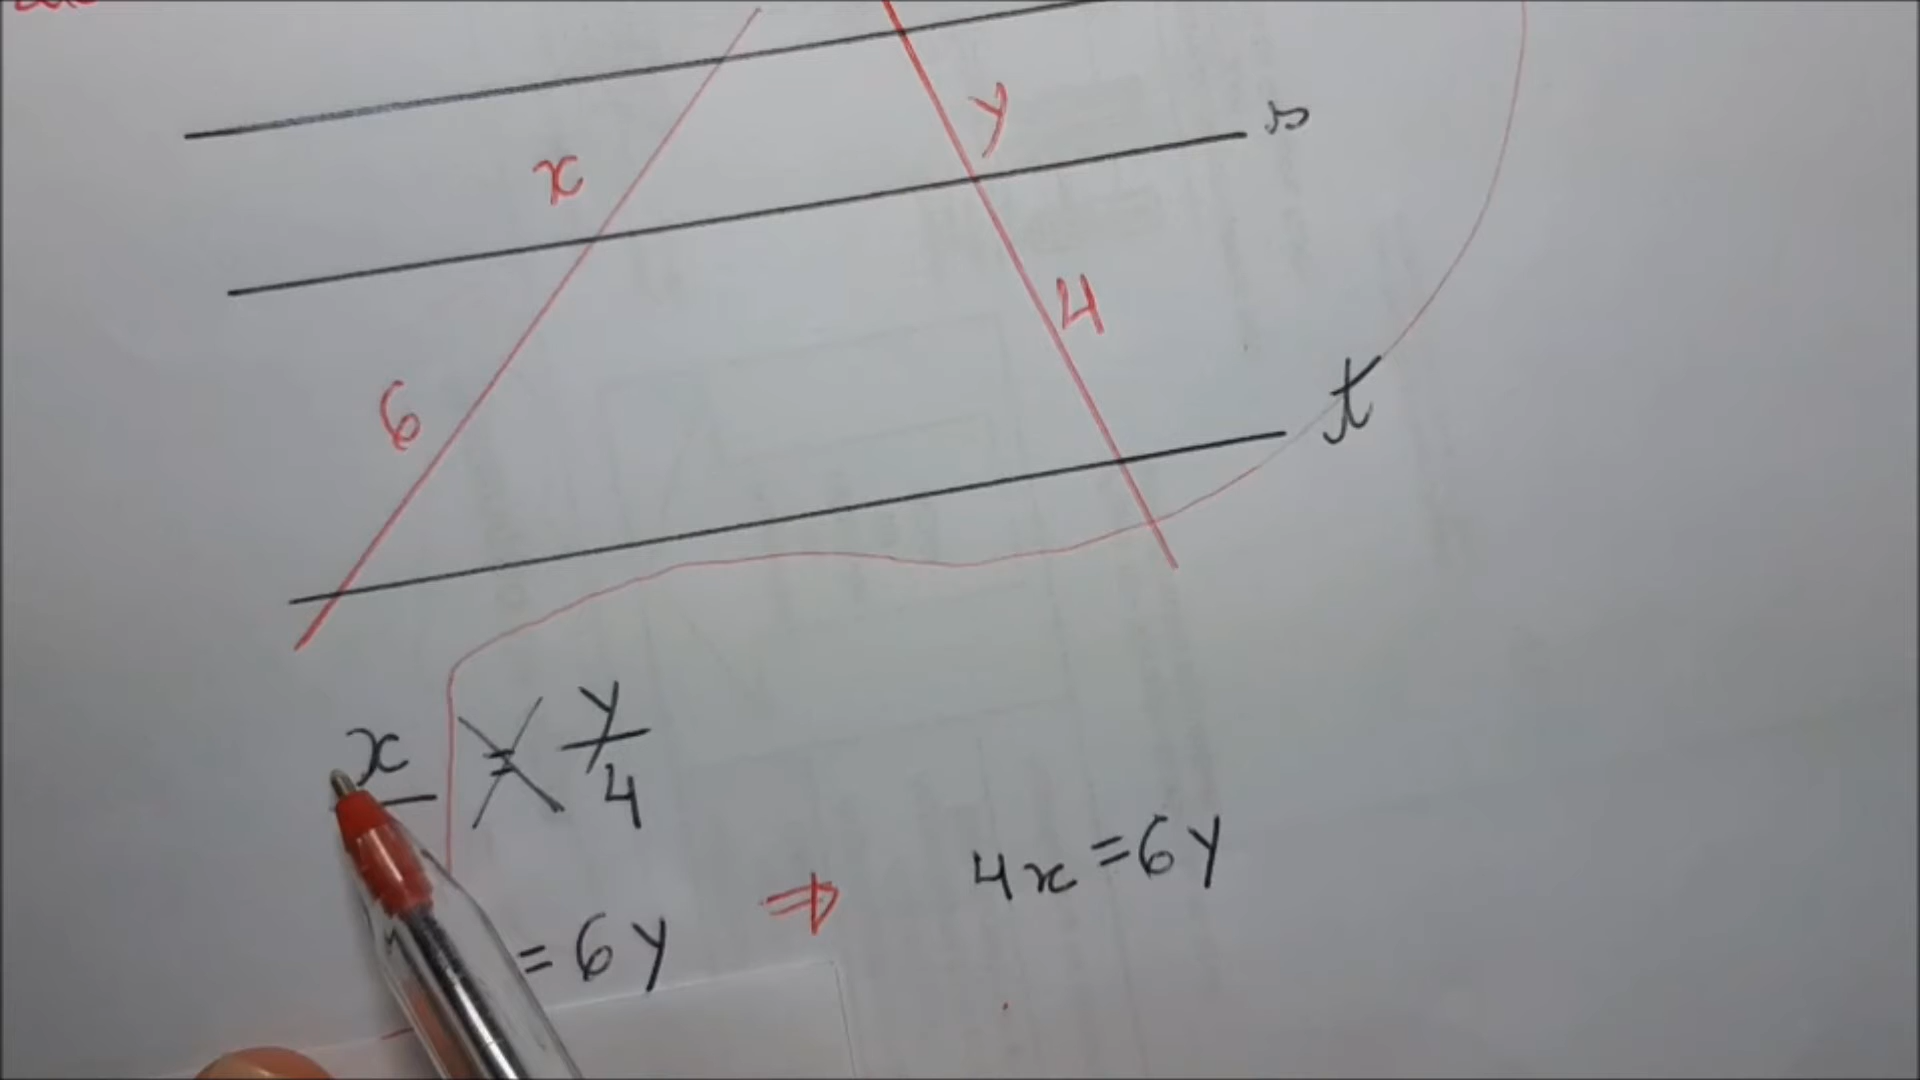 y
s
x
4
t
6
x = y/4
4x = 6y
= 6y ⇒